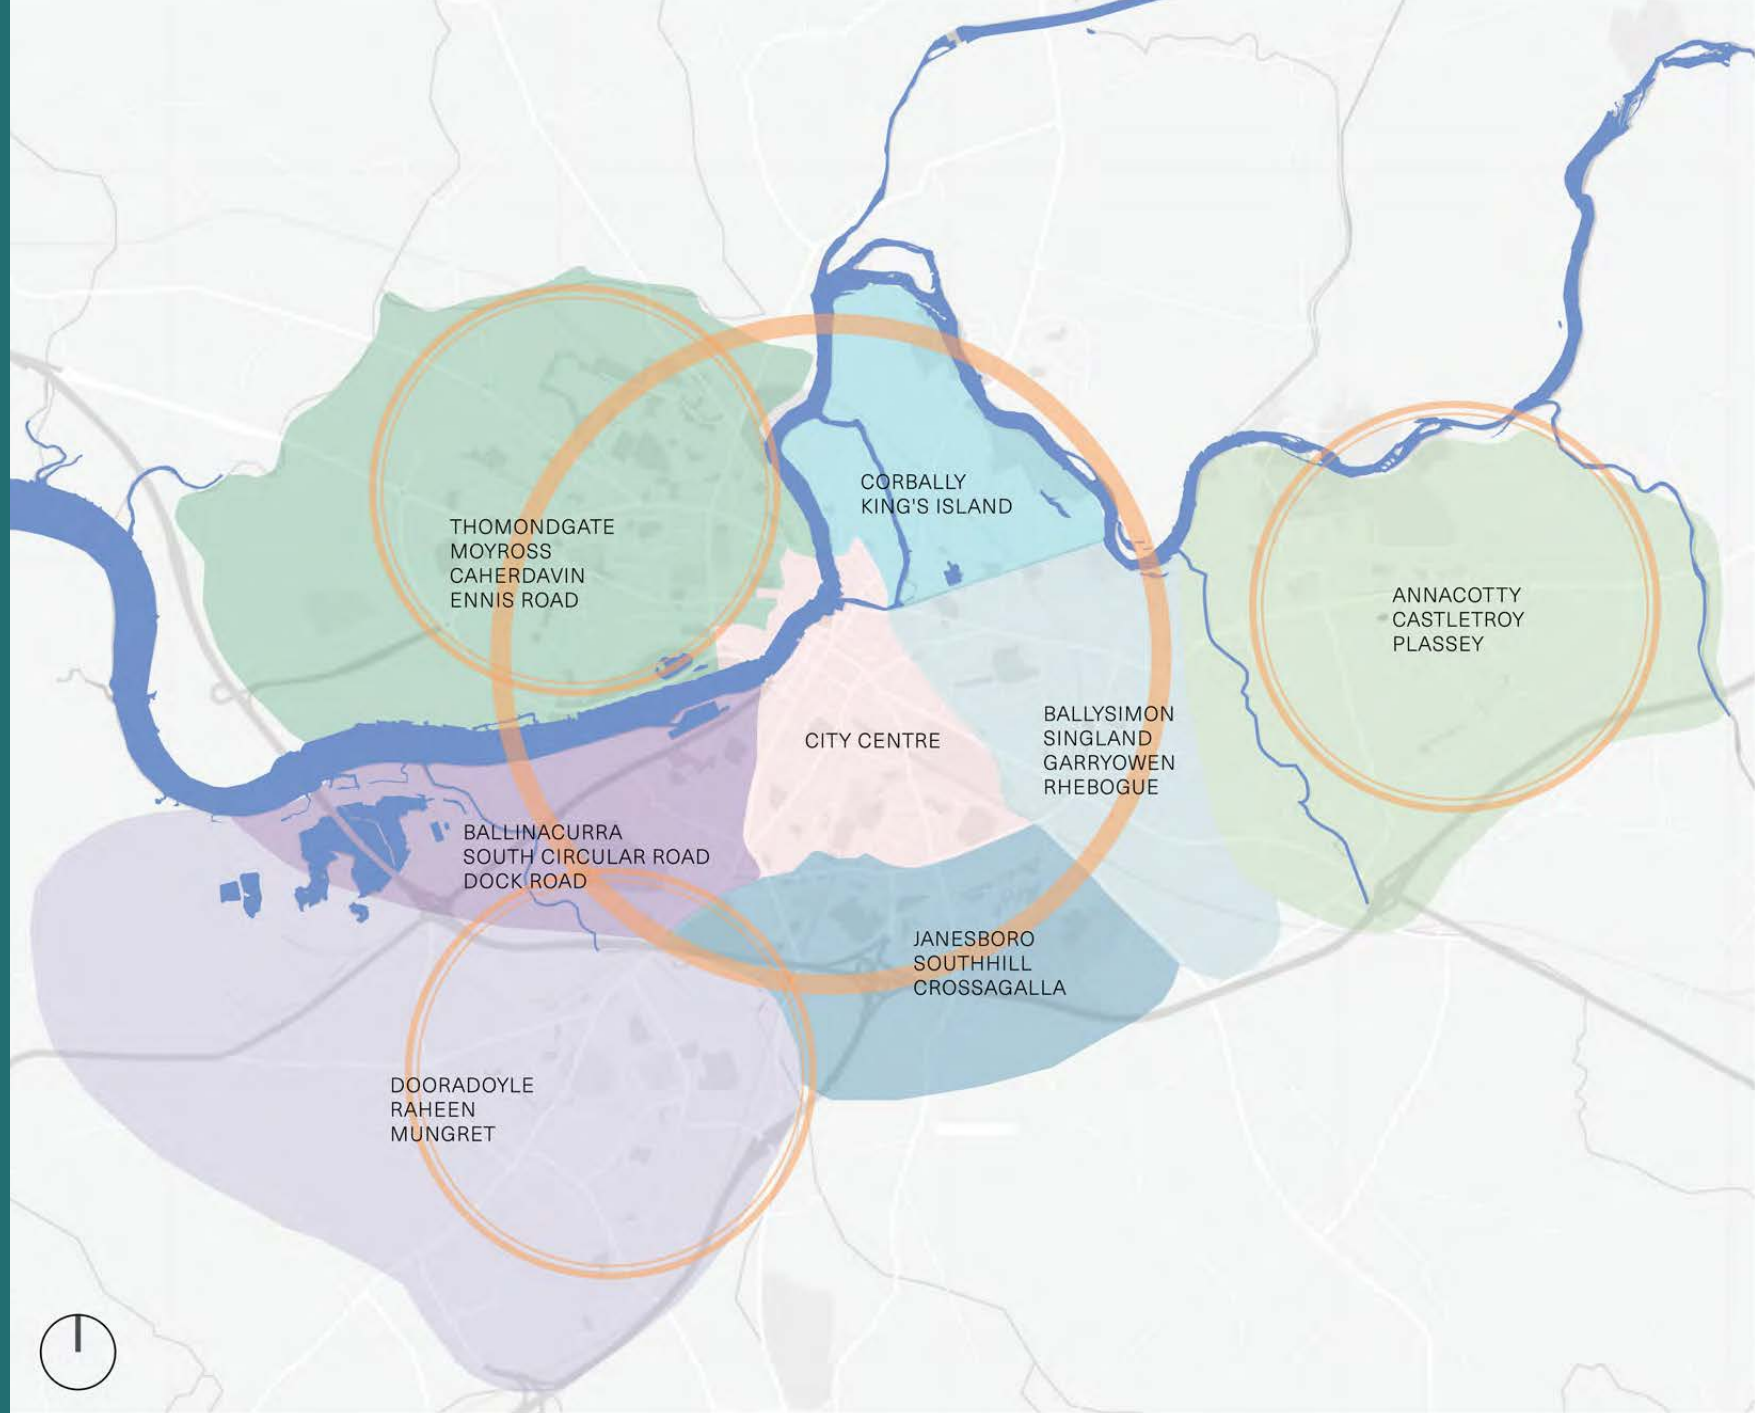 CORBALLY
KING'S ISLAND
THOMONDGATE
MOYROSS
CAHERDAVIN
ENNIS ROAD
ANNACOTTY
CASTLETROY
PLASSEY
BALLYSIMON
SINGLAND
GARRYOWEN
RHEBOGUE
CITY CENTRE
BALLINACURRA
SOUTH CIRCULAR ROAD
DOCK ROAD
JANESBORO
SOUTHHILL
CROSSAGALLA
DOORADOYLE
RAHEEN
MUNGRET